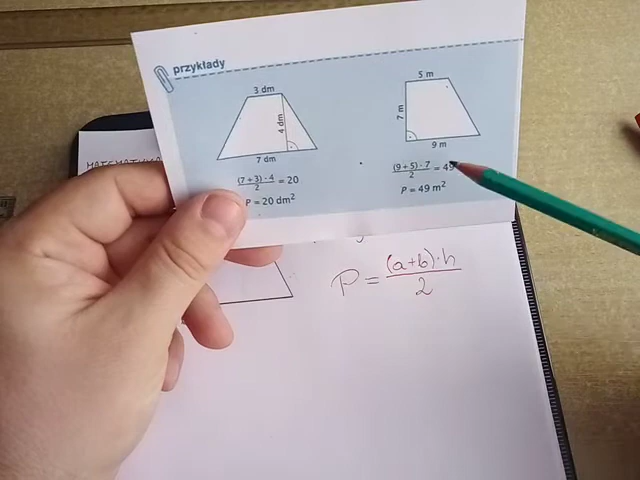 przykłady
3 dm
4 dm
7 dm
(7+3)·4
2
= 20
P = 20 dm²
5 m
7 m
9 m
(9+5)·7
2
= 49
P = 49 m²
MATEMATYKA
P = (a+b)·h
2